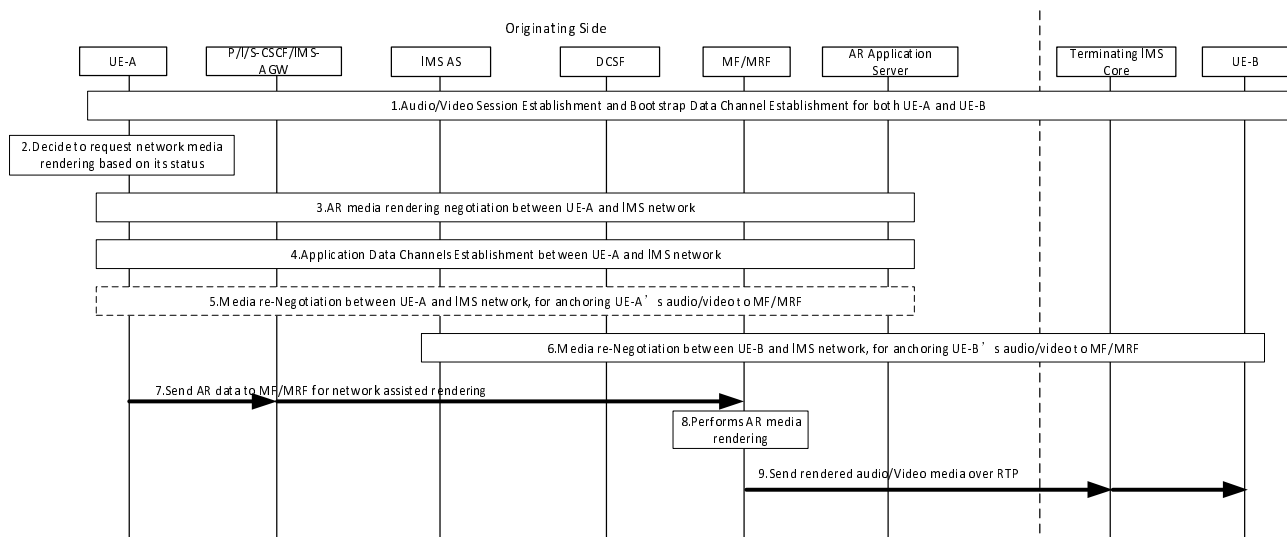 Originating Side
UE-A
P/I/S-CSCF/IMS-
AGW
IMS AS
DCSF
MF/MRF
AR Application
Server
Terminating IMS
Core
UE-B
1.Audio/Video Session Establishment and Bootstrap Data Channel Establishment for both UE-A and UE-B
2.Decide to request network media
rendering based on its status
3.AR media rendering negotiation between UE-A and IMS network
4.Application Data Channels Establishment between UE-A and IMS network
5.Media re-Negotiation between UE-A and IMS network, for anchoring UE-A’s audio/video to MF/MRF
6.Media re-Negotiation between UE-B and IMS network, for anchoring UE-B’s audio/video to MF/MRF
7.Send AR data to MF/MRF for network assisted rendering
8.Performs AR media
rendering
9.Send rendered audio/Video media over RTP